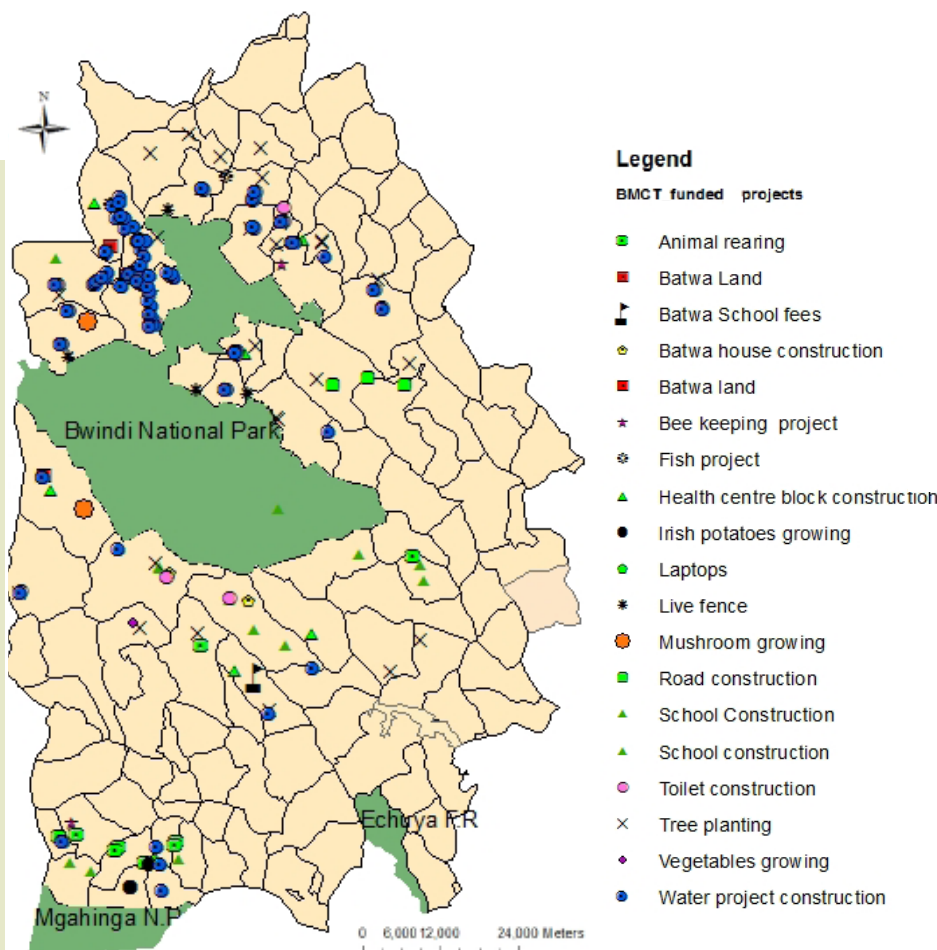 N
Legend
BMCT funded projects
Animal rearing
Batwa Land
Batwa School fees
Batwa house construction
Batwa land
Bee keeping project
Fish project
Health centre block construction
Irish potatoes growing
Laptops
Live fence
Mushroom growing
Road construction
School Construction
School construction
Toilet construction
Tree planting
Vegetables growing
Water project construction
Bwindi National Park
Echuya F.R
Mgahinga N.P
0 6,000 12,000 24,000 Meters